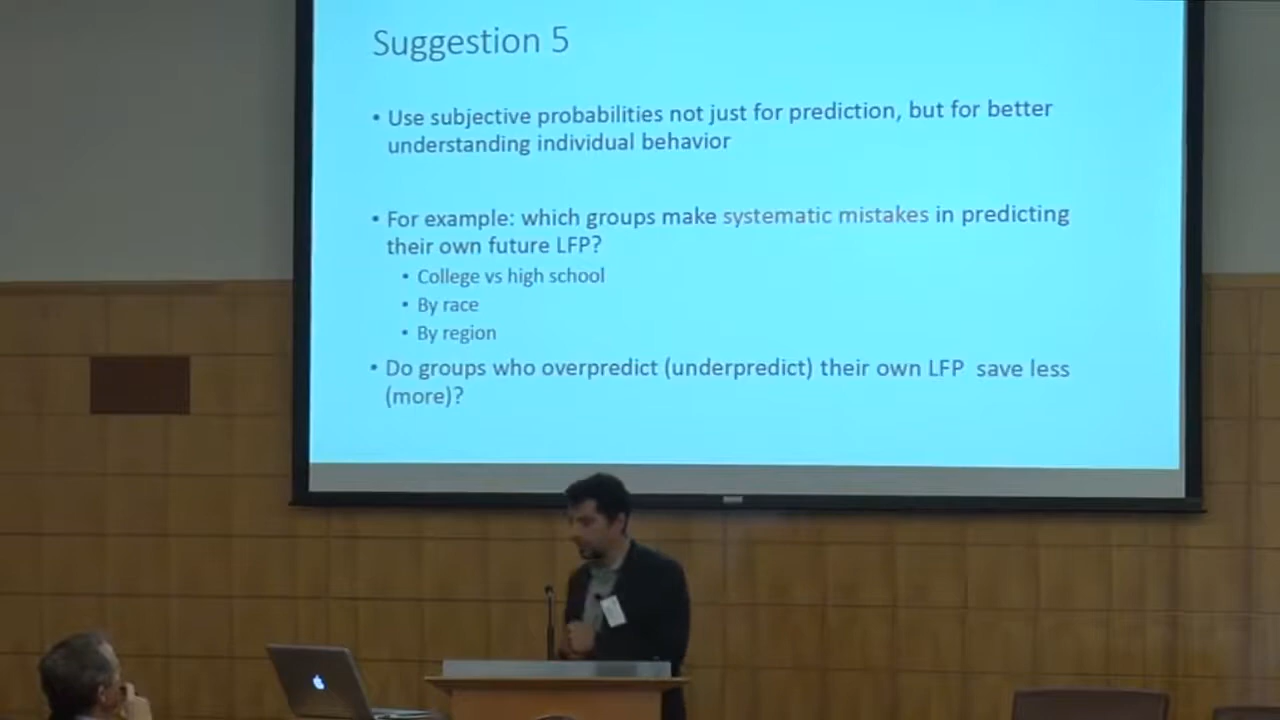 Suggestion 5
• Use subjective probabilities not just for prediction, but for better
understanding individual behavior
• For example: which groups make systematic mistakes in predicting
their own future LFP?
• College vs high school
• By race
• By region
• Do groups who overpredict (underpredict) their own LFP save less
(more)?